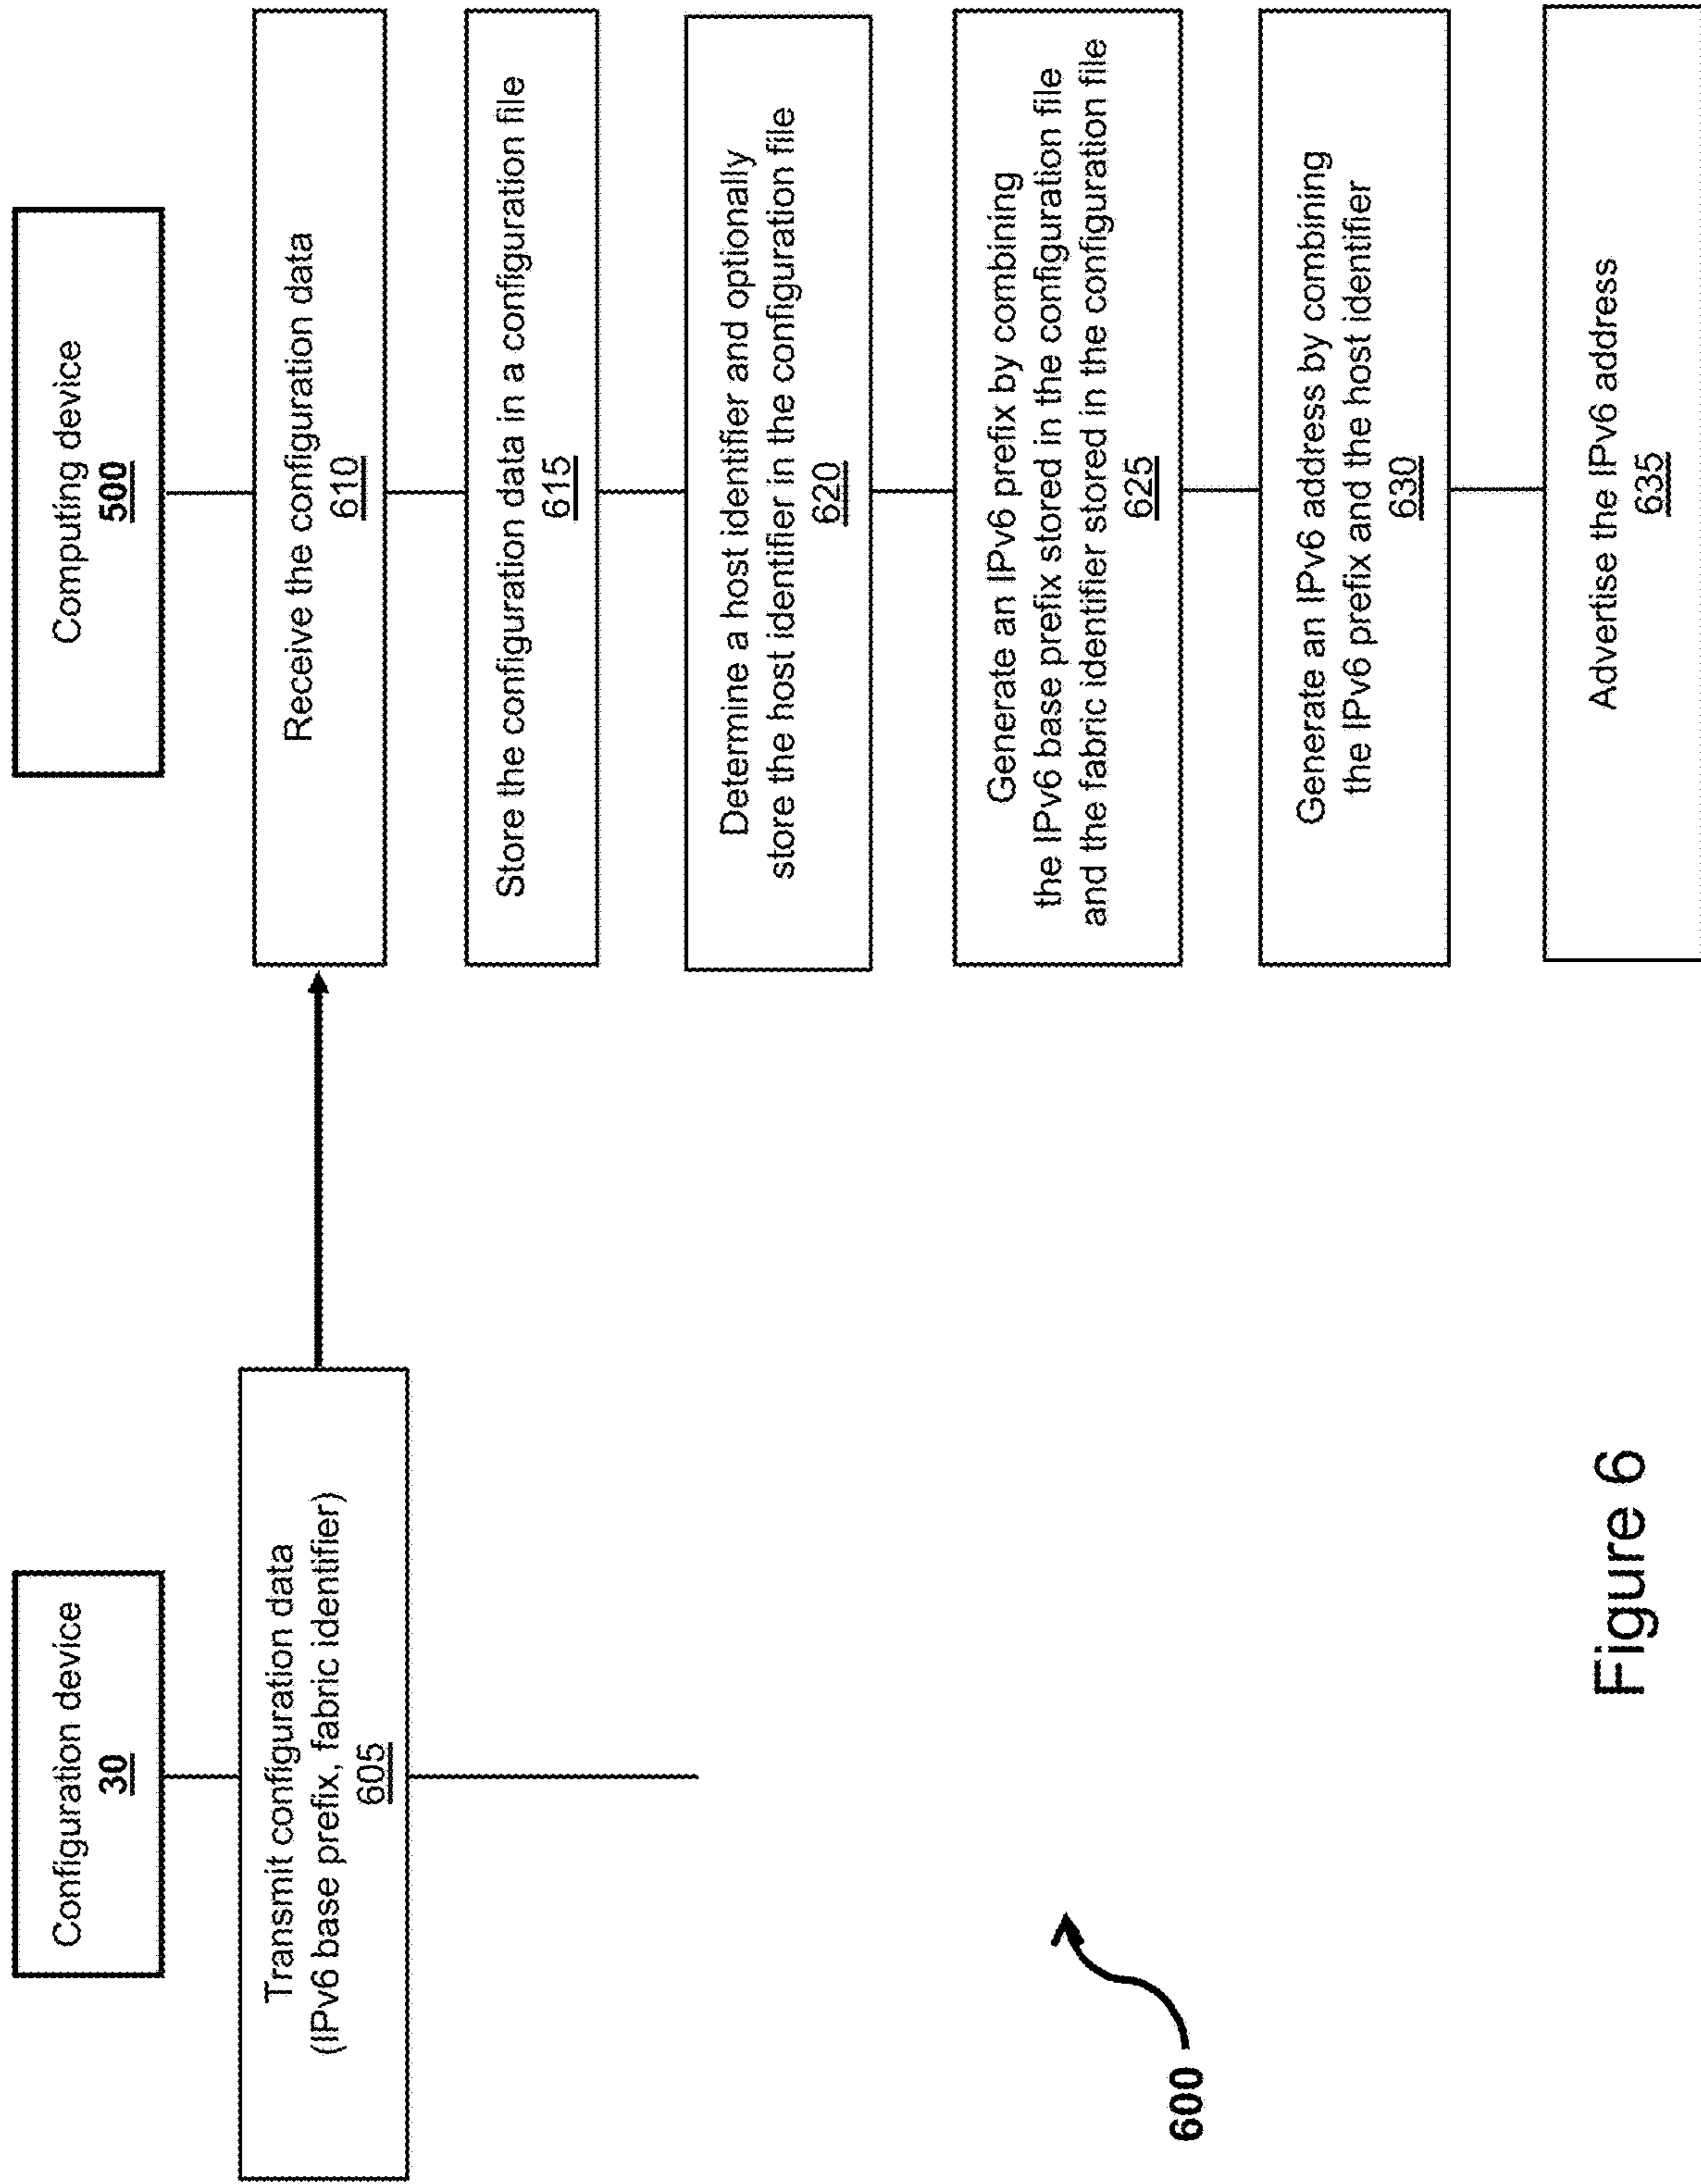 Configuration device
30
Transmit configuration data
(IPv6 base prefix, fabric identifier)
605
Computing device
500
Receive the configuration data
610
Store the configuration data in a configuration file
615
Determine a host identifier and optionally
store the host identifier in the configuration file
620
Generate an IPv6 prefix by combining
the IPv6 base prefix stored in the configuration file
and the fabric identifier stored in the configuration file
625
Generate an IPv6 address by combining
the IPv6 prefix and the host identifier
630
Advertise the IPv6 address
635
600
Figure 6